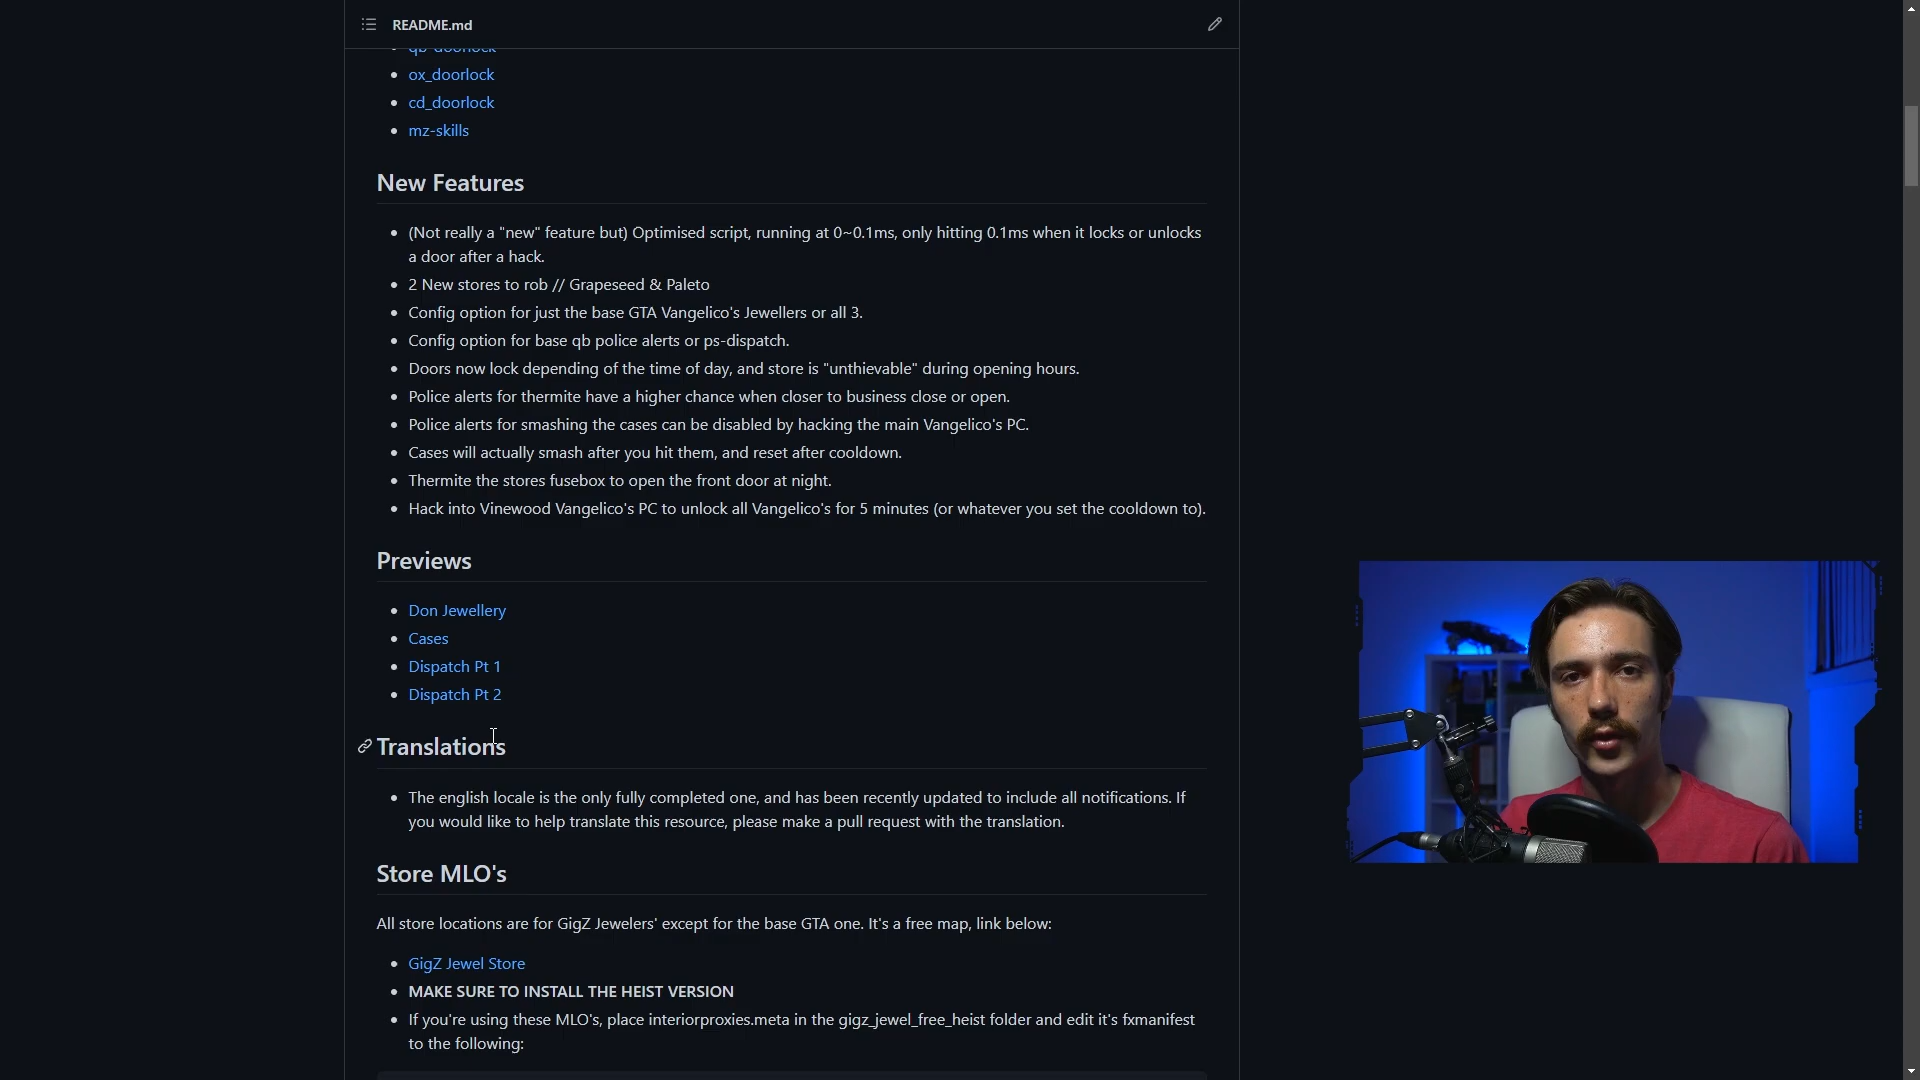 README.md
qb-doorlock
ox_doorlock
cd_doorlock
mz-skills
New Features
(Not really a "new" feature but) Optimised script, running at 0~0.1ms, only hitting 0.1ms when it locks or unlocks
a door after a hack.
2 New stores to rob // Grapeseed & Paleto
Config option for just the base GTA Vangelico's Jewellers or all 3.
Config option for base qb police alerts or ps-dispatch.
Doors now lock depending of the time of day, and store is "unthievable" during opening hours.
Police alerts for thermite have a higher chance when closer to business close or open.
Police alerts for smashing the cases can be disabled by hacking the main Vangelico's PC.
Cases will actually smash after you hit them, and reset after cooldown.
Thermite the stores fusebox to open the front door at night.
Hack into Vinewood Vangelico's PC to unlock all Vangelico's for 5 minutes (or whatever you set the cooldown to).
Previews
Don Jewellery
Cases
Dispatch Pt 1
Dispatch Pt 2
Translations
The english locale is the only fully completed one, and has been recently updated to include all notifications. If
you would like to help translate this resource, please make a pull request with the translation.
Store MLO's
All store locations are for GigZ Jewelers' except for the base GTA one. It's a free map, link below:
GigZ Jewel Store
MAKE SURE TO INSTALL THE HEIST VERSION
If you're using these MLO's, place interiorproxies.meta in the gigz_jewel_free_heist folder and edit it's fxmanifest
to the following: